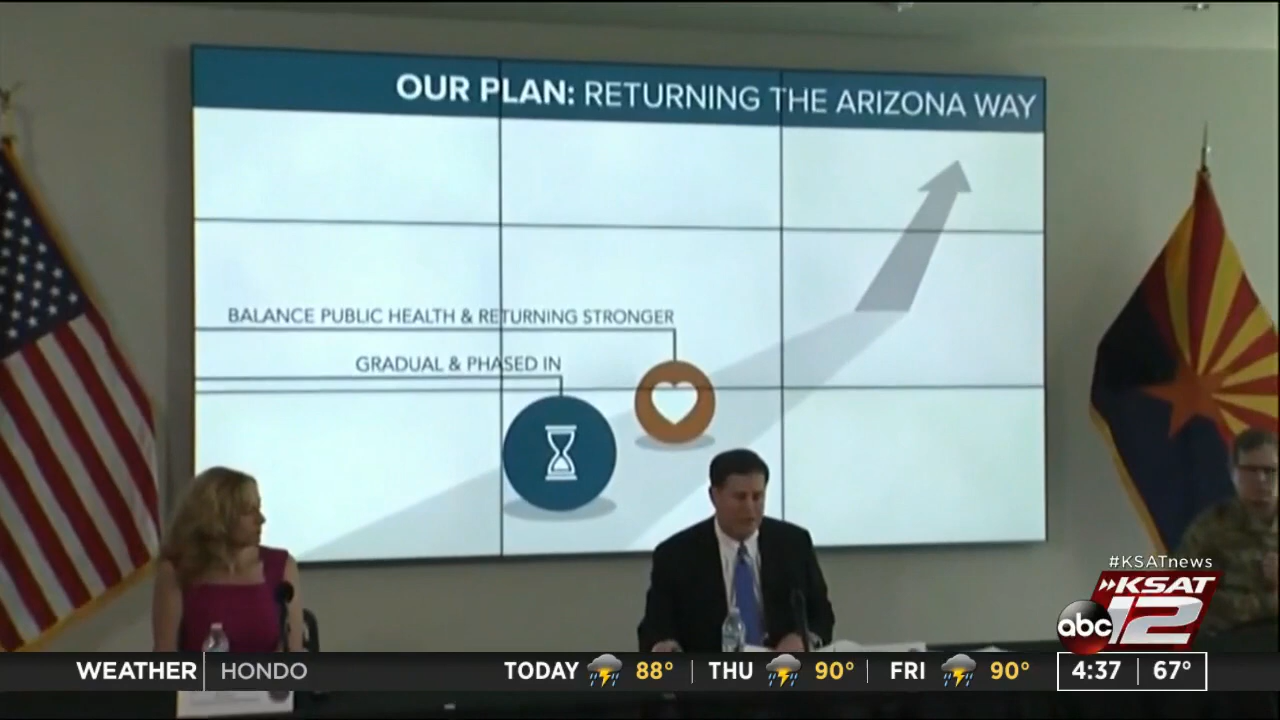 OUR PLAN: RETURNING THE ARIZONA WAY
BALANCE PUBLIC HEALTH & RETURNING STRONGER
GRADUAL & PHASED IN
#KSATnews
KSAT
abc 12
WEATHER HONDO TODAY 88° THU 90° FRI 90° 4:37 67°